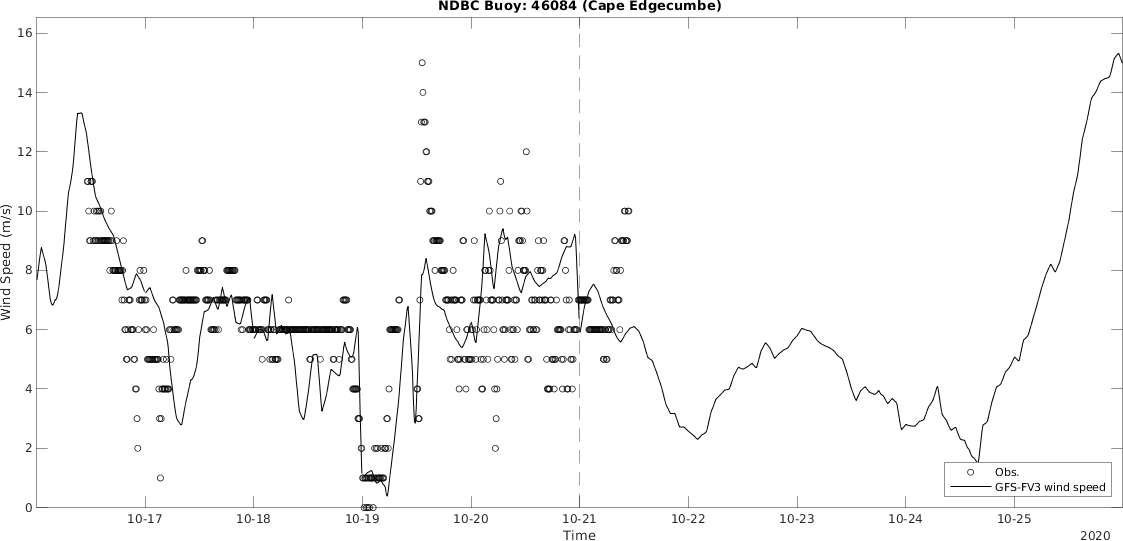 NDBC Buoy: 46084 (Cape Edgecumbe)
16
14
12
10
8
6
4
2
0
Wind Speed (m/s)
10-17 10-18 10-19 10-20 10-21 10-22 10-23 10-24 10-25
Time
2020
Obs.
GFS-FV3 wind speed